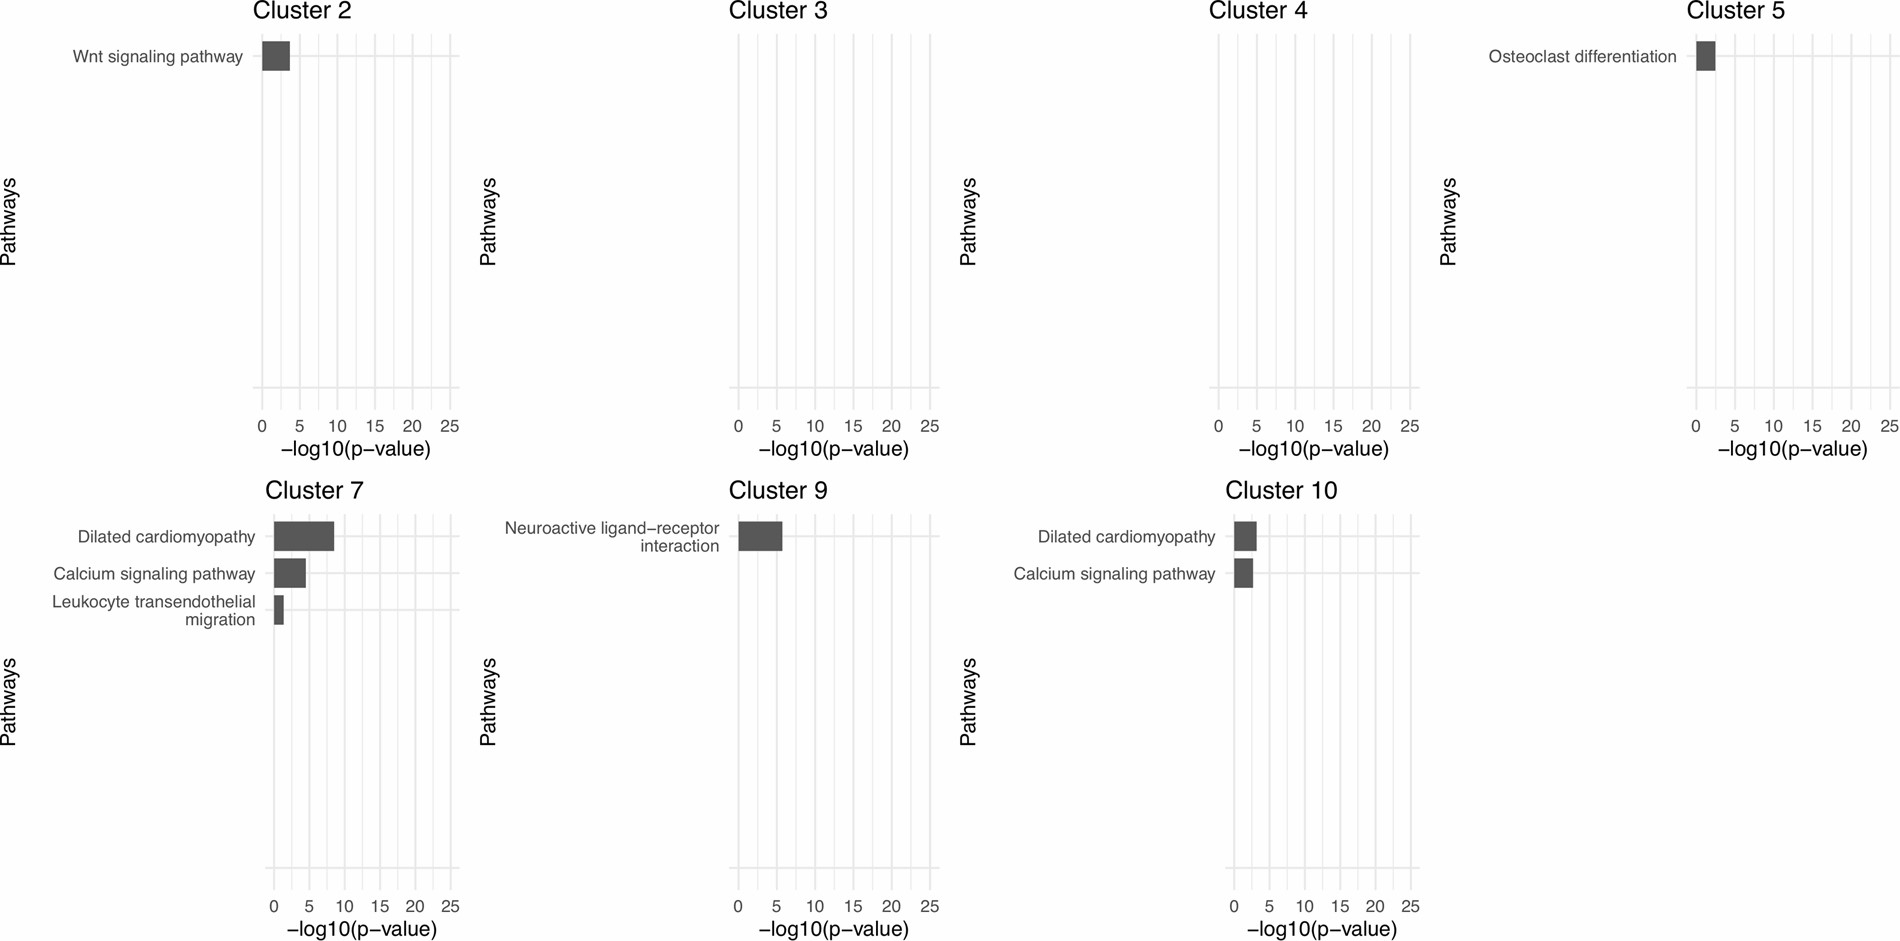 Cluster 2
Wnt signaling pathway
Pathways
0 5 10 15 20 25
−log10(p−value)
Cluster 3
Pathways
0 5 10 15 20 25
−log10(p−value)
Cluster 4
Pathways
0 5 10 15 20 25
−log10(p−value)
Cluster 5
Osteoclast differentiation
Pathways
0 5 10 15 20 25
−log10(p−value)
Cluster 7
Dilated cardiomyopathy
Calcium signaling pathway
Leukocyte transendothelial
migration
Pathways
0 5 10 15 20 25
−log10(p−value)
Cluster 9
Neuroactive ligand−receptor
interaction
Pathways
0 5 10 15 20 25
−log10(p−value)
Cluster 10
Dilated cardiomyopathy
Calcium signaling pathway
Pathways
0 5 10 15 20 25
−log10(p−value)